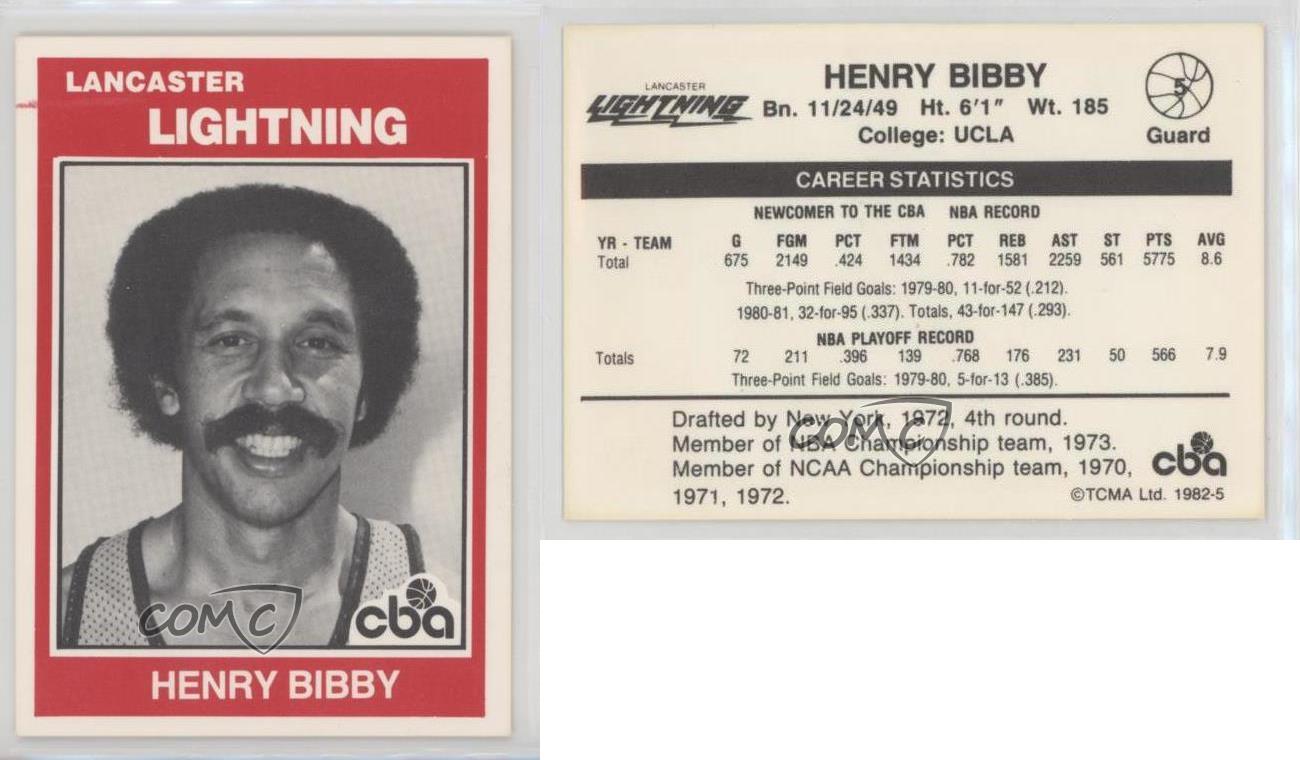 LANCASTER
LIGHTNING
COMC
cba
HENRY BIBBY
LANCASTER
LIGHTNING
HENRY BIBBY
Bn. 11/24/49 Ht. 6'1" Wt. 185
College: UCLA
5
Guard
CAREER STATISTICS
NEWCOMER TO THE CBA NBA RECORD
YR - TEAM G FGM PCT FTM PCT REB AST ST PTS AVG
Total 675 2149 .424 1434 .782 1581 2259 561 5775 8.6
Three-Point Field Goals: 1979-80, 11-for-52 (.212).
1980-81, 32-for-95 (.337). Totals, 43-for-147 (.293).
NBA PLAYOFF RECORD
Totals 72 211 .396 139 .768 176 231 50 566 7.9
Three-Point Field Goals: 1979-80, 5-for-13 (.385).
Drafted by New York, 1972, 4th round.
Member of NBA Championship team, 1973.
Member of NCAA Championship team, 1970,
1971, 1972.
COMC
cba
©TCMA Ltd. 1982-5